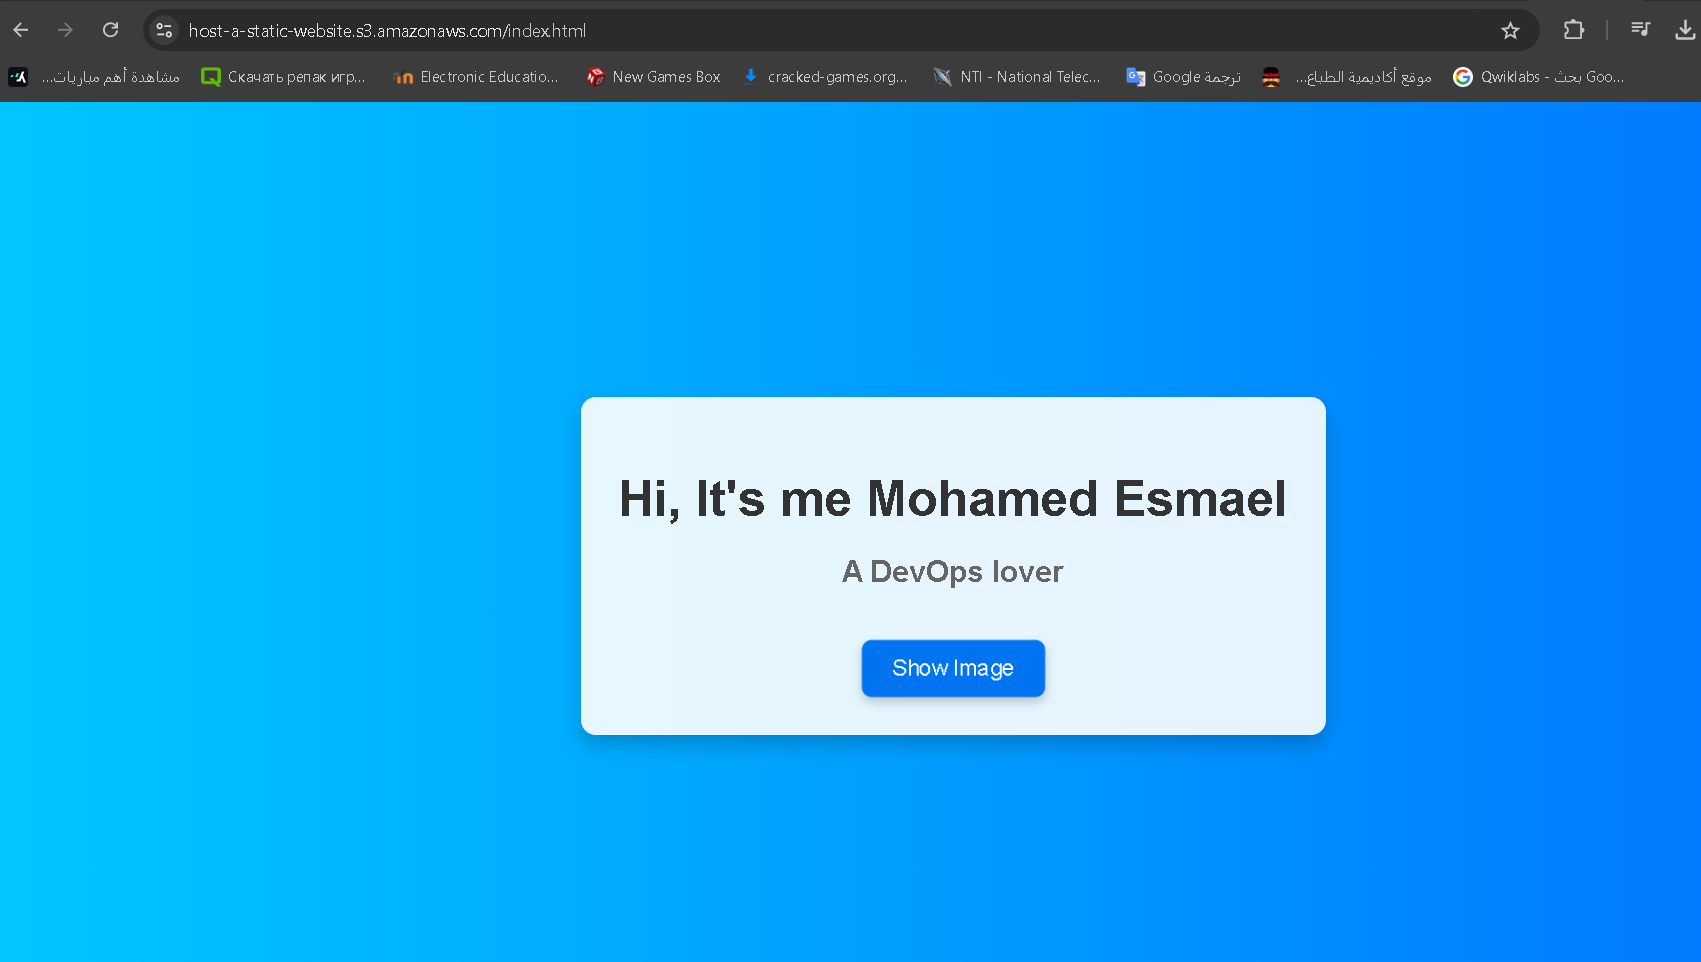 host-a-static-website.s3.amazonaws.com/index.html
مشاهدة أهم مباريات...
Скачать репак игр...
Electronic Educatio...
New Games Box
cracked-games.org...
NTI - National Telec...
ترجمة Google
موقع أكاديمية الطباع...
Qwiklabs - بحث Goo...
Hi, It's me Mohamed Esmael
A DevOps lover
Show Image